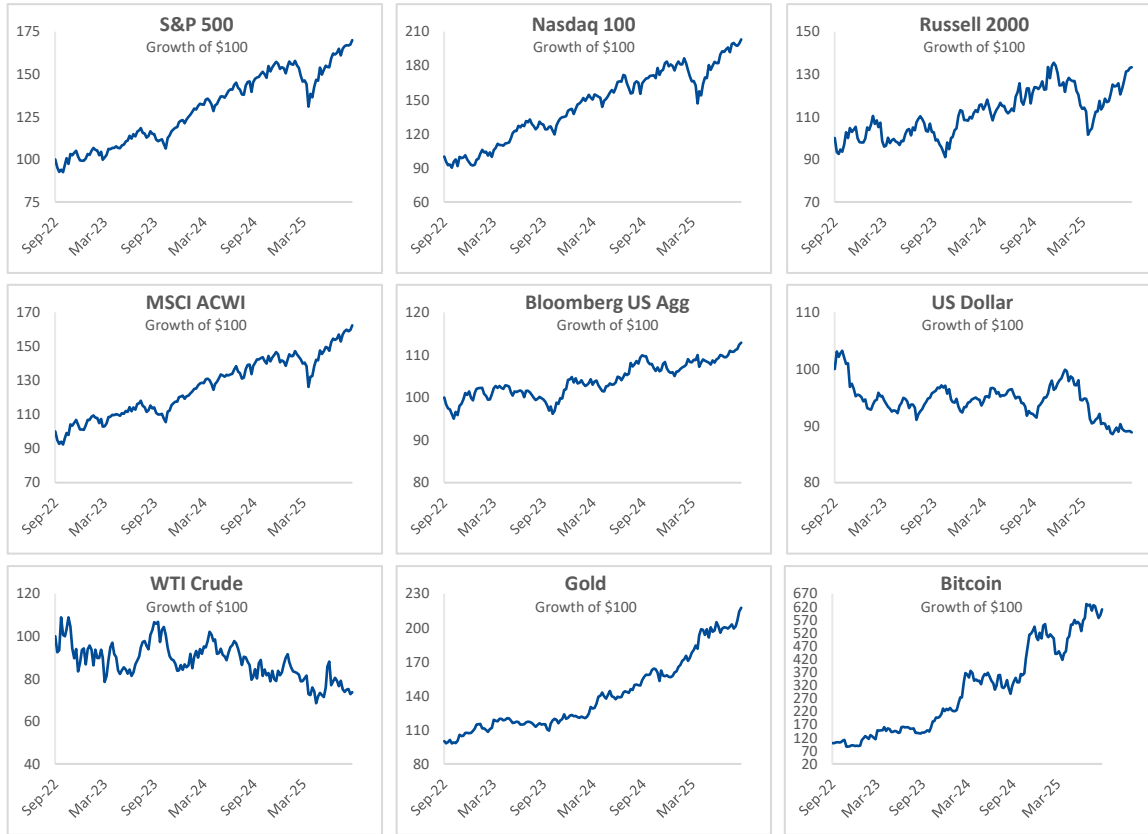 S&P 500
Growth of $100
175
150
125
100
75
Sep-22
Mar-23
Sep-23
Mar-24
Sep-24
Mar-25
Nasdaq 100
Growth of $100
210
180
150
120
90
60
Sep-22
Mar-23
Sep-23
Mar-24
Sep-24
Mar-25
Russell 2000
Growth of $100
150
130
110
90
70
Sep-22
Mar-23
Sep-23
Mar-24
Sep-24
Mar-25
MSCI ACWI
Growth of $100
170
150
130
110
90
70
Sep-22
Mar-23
Sep-23
Mar-24
Sep-24
Mar-25
Bloomberg US Agg
Growth of $100
120
110
100
90
80
Sep-22
Mar-23
Sep-23
Mar-24
Sep-24
Mar-25
US Dollar
Growth of $100
110
100
90
80
Sep-22
Mar-23
Sep-23
Mar-24
Sep-24
Mar-25
WTI Crude
Growth of $100
120
100
80
60
40
Sep-22
Mar-23
Sep-23
Mar-24
Sep-24
Mar-25
Gold
Growth of $100
230
200
170
140
110
80
Sep-22
Mar-23
Sep-23
Mar-24
Sep-24
Mar-25
Bitcoin
Growth of $100
670
620
570
520
470
420
370
320
270
220
170
120
70
20
Sep-22
Mar-23
Sep-23
Mar-24
Sep-24
Mar-25